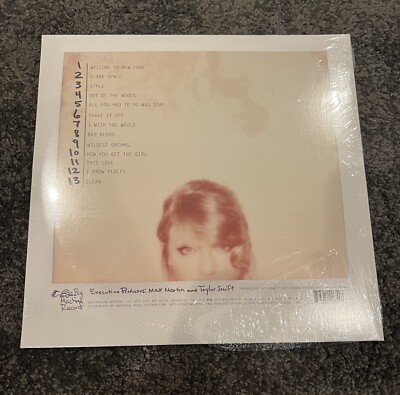 1 WELCOME TO NEW YORK
2 BLANK SPACE
3 STYLE
4 OUT OF THE WOODS
5 ALL YOU HAD TO DO WAS STAY
6 SHAKE IT OFF
7 I WISH YOU WOULD
8 BAD BLOOD
9 WILDEST DREAMS
10 HOW YOU GET THE GIRL
11 THIS LOVE
12 I KNOW PLACES
13 CLEAN
Big
Machine
Records
Executive Producers: Max Martin and Taylor Swift